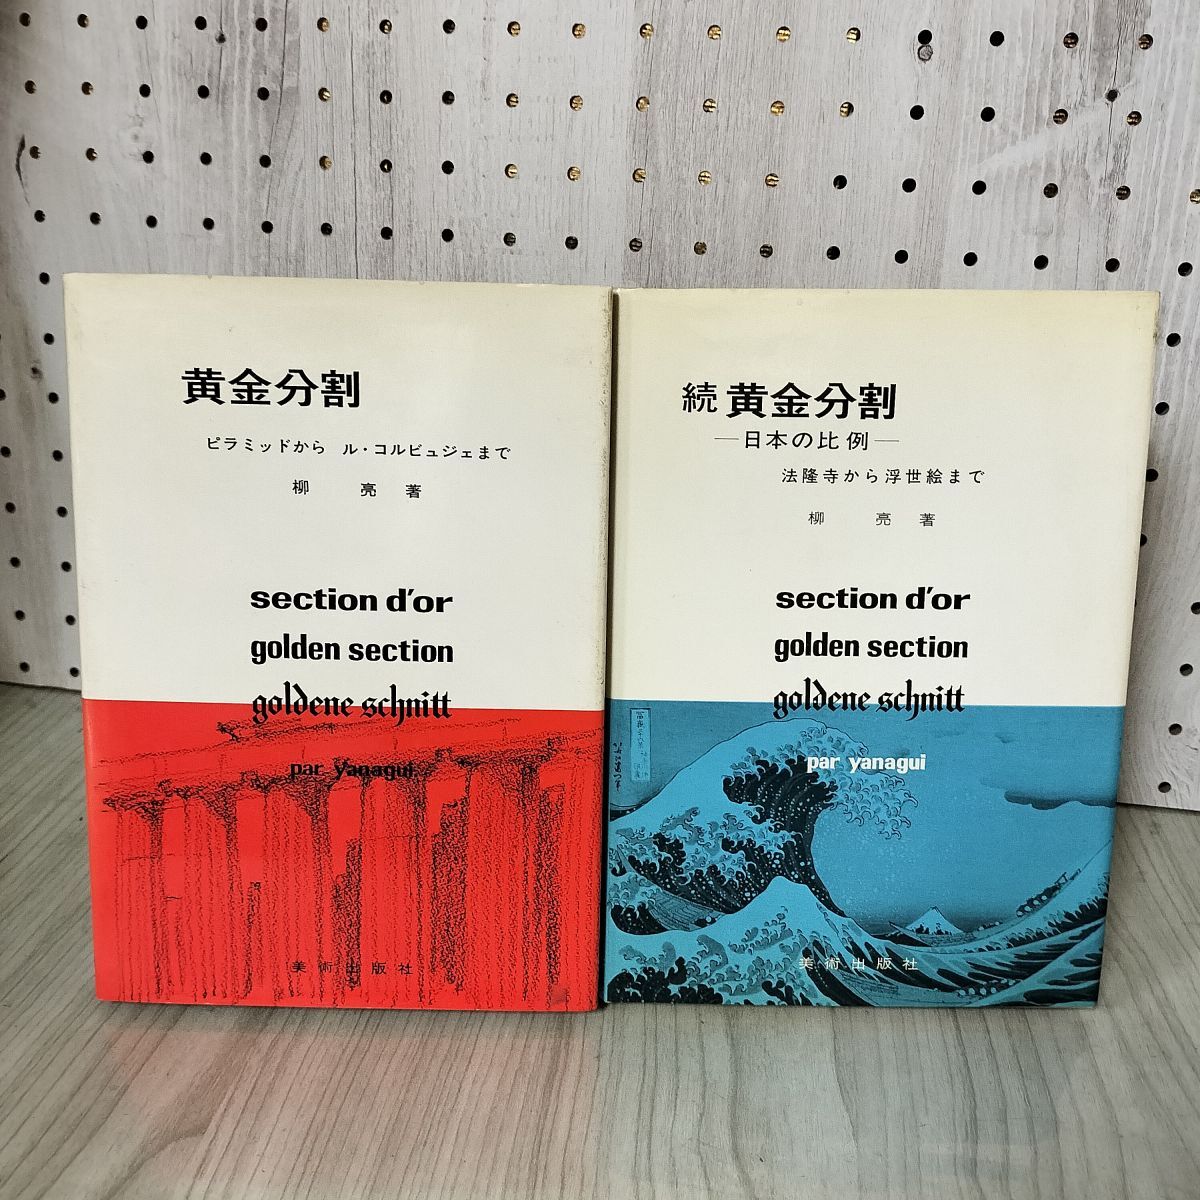 黄金分割
ピラミッドから ル・コルビュジェまで
柳 亮 著
section d'or
golden section
goldene schnitt
par yanagui
美術出版社
続 黄金分割
—日本の比例—
法隆寺から浮世絵まで
柳 亮 著
section d'or
golden section
goldene schnitt
par yanagui
美術出版社